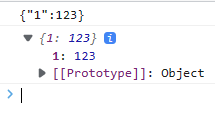 {"1":123}
▼ {1: 123} i
1: 123
▶ [[Prototype]]: Object
>